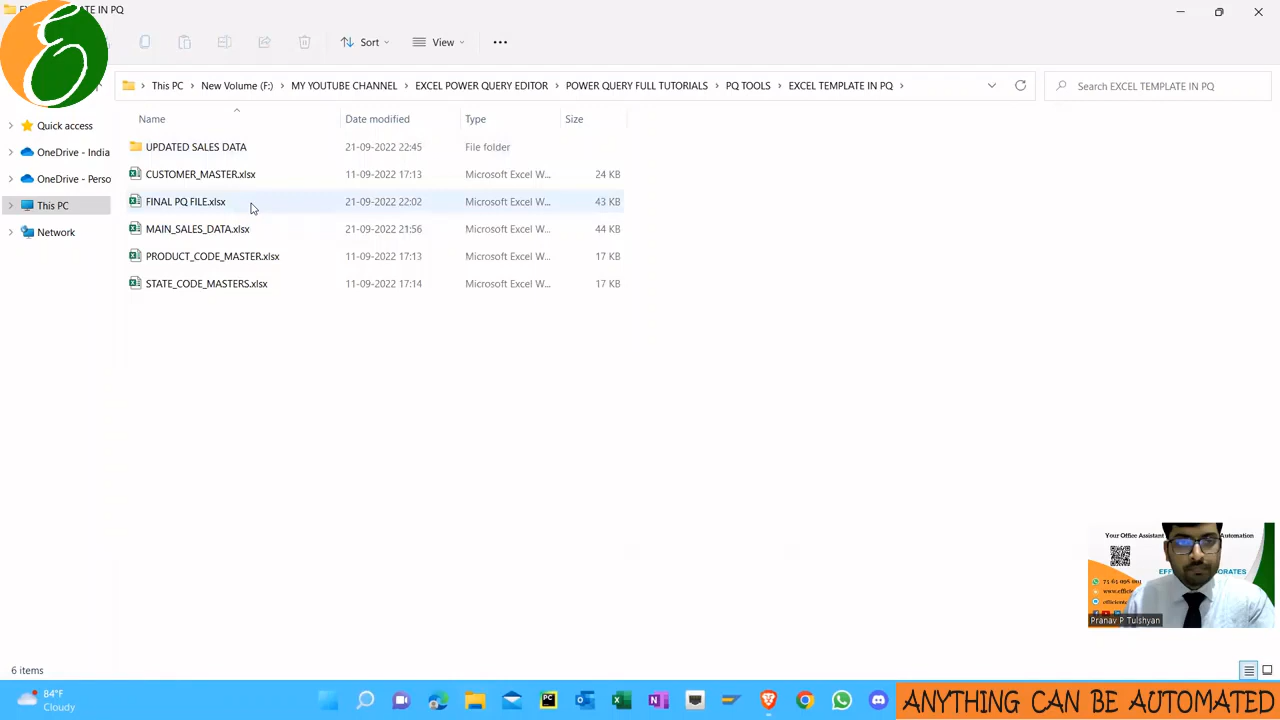 TE IN PQ
Sort
View
This PC
New Volume (F:)
MY YOUTUBE CHANNEL
EXCEL POWER QUERY EDITOR
POWER QUERY FULL TUTORIALS
PQ TOOLS
EXCEL TEMPLATE IN PQ
Search EXCEL TEMPLATE IN PQ
Name Date modified Type Size
Quick access
OneDrive - India
OneDrive - Perso
This PC
Network
UPDATED SALES DATA 21-09-2022 22:45 File folder
CUSTOMER_MASTER.xlsx 11-09-2022 17:13 Microsoft Excel W... 24 KB
FINAL PQ FILE.xlsx 21-09-2022 22:02 Microsoft Excel W... 43 KB
MAIN_SALES_DATA.xlsx 21-09-2022 21:56 Microsoft Excel W... 44 KB
PRODUCT_CODE_MASTER.xlsx 11-09-2022 17:13 Microsoft Excel W... 17 KB
STATE_CODE_MASTERS.xlsx 11-09-2022 17:14 Microsoft Excel W... 17 KB
Your Office Assistant Automation
EFF ORATES
www.effici
Pranav P Tulshyan
6 items
84°F
Cloudy
ANYTHING CAN BE AUTOMATED